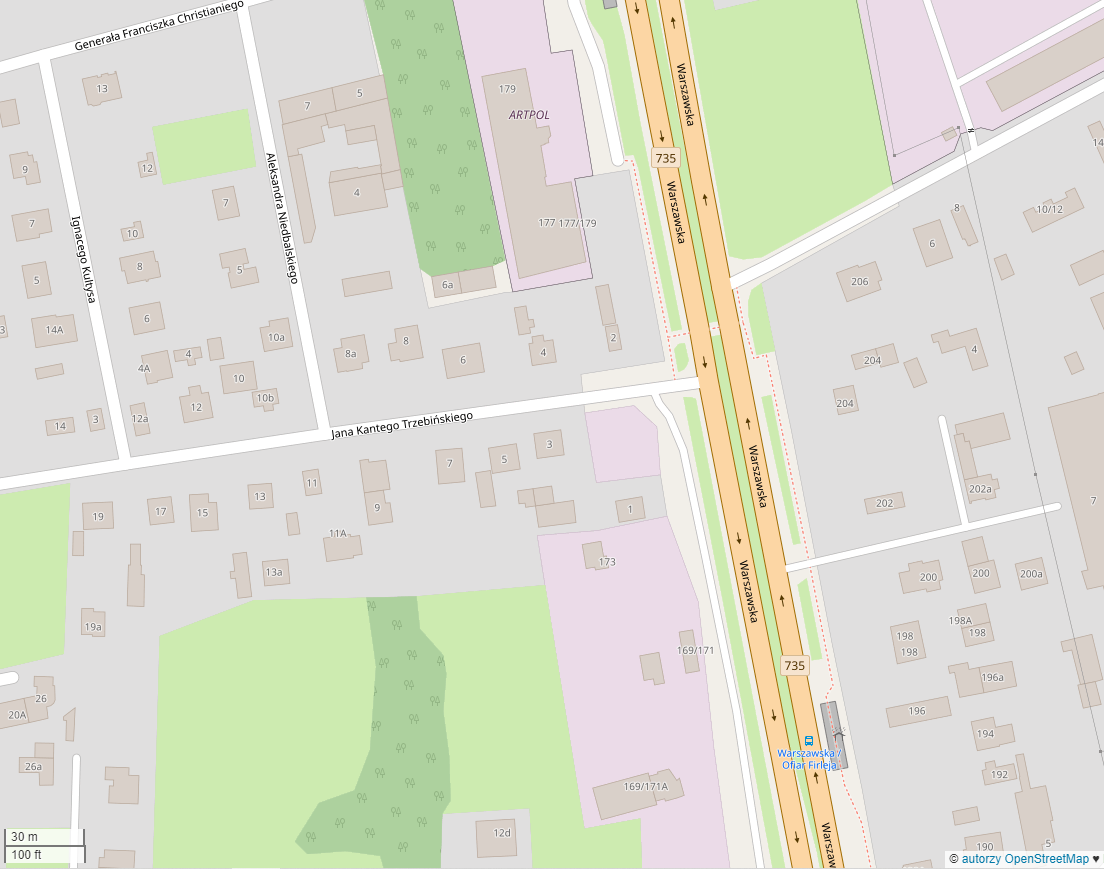 Generała Franciszka Christianiego
13
7
5
179
ARTPOL
Warszawska
735
14
9
12
Aleksandra Niedbalskiego
4
7
7
Ignacego Kultysa
10
177
177/179
Warszawska
8
10/12
6
8
5
5
6a
206
14A
6
10a
3
4
4A
8a
8
6
4
2
4
204
10
10b
12
204
14
3
12a
Jana Kantego Trzebińskiego
3
5
7
Warszawska
11
13
9
202a
202
7
19
17
15
1
11A
173
13a
200
200
200a
Warszawska
19a
198A
198
198
198
169/171
735
196a
26
20A
196
194
26a
Warszawska /
Ofiar Firleja
192
169/171A
12d
Warszaw
30 m
100 ft
190
5
© autorzy OpenStreetMap ♥